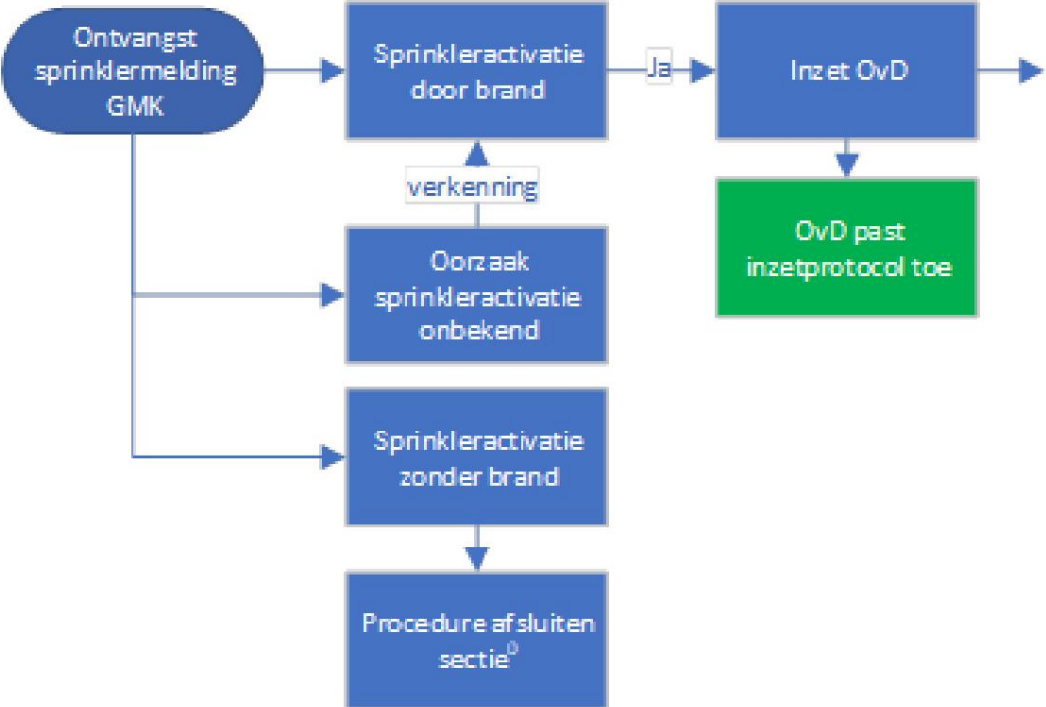 Ontvangst
sprinklermelding
GMK
Sprinkleractivatie
door brand
Ja
Inzet OvD
verkenning
OvD past
inzetprotocol toe
Oorzaak
sprinkleractivatie
onbekend
Sprinkleractivatie
zonder brand
Procedure afsluiten
sectie